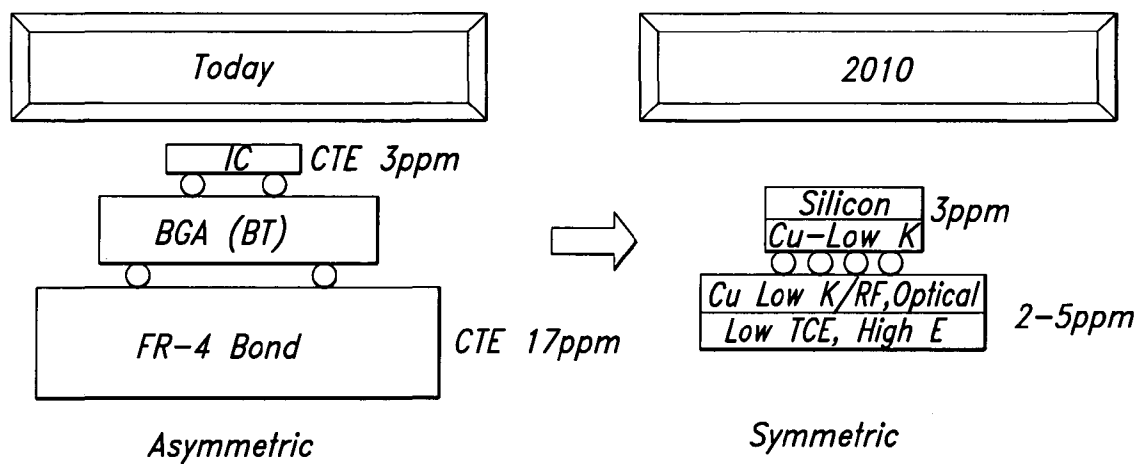 Today
IC CTE 3ppm
BGA (BT)
FR-4 Bond CTE 17ppm
Asymmetric
2010
Silicon 3ppm
Cu-Low K
Cu Low K/RF,Optical
Low TCE, High E 2-5ppm
Symmetric